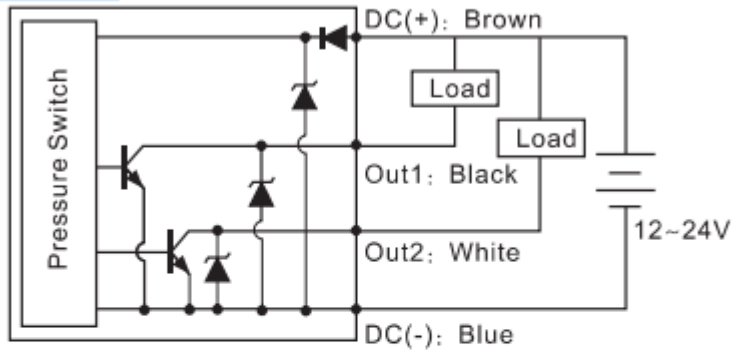 DC(+): Brown
Load
Load
Pressure Switch
Out1: Black
12~24V
Out2: White
DC(-): Blue